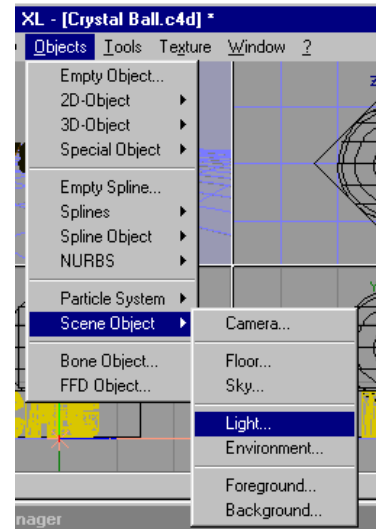 XL - [Crystal Ball.c4d] *
Objects Tools Texture Window ?
Empty Object...
2D-Object
3D-Object
Special Object
Empty Spline...
Splines
Spline Object
NURBS
Particle System
Scene Object
Camera...
Bone Object...
Floor...
FFD Object...
Sky...
Light...
Environment...
Foreground...
Background...
nager